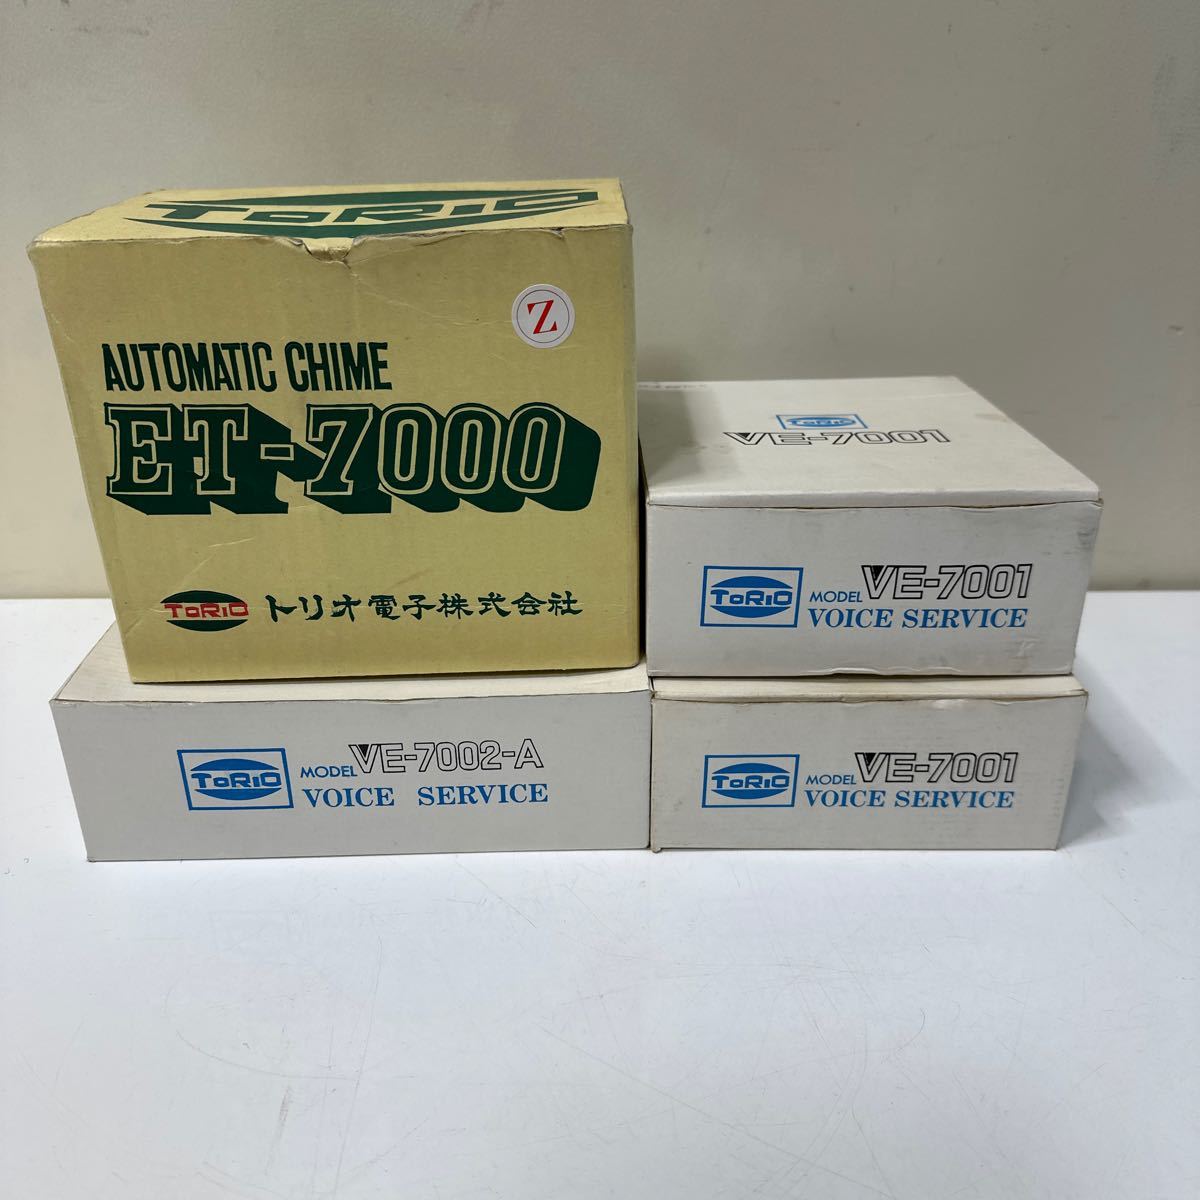 ToRiO
Z
AUTOMATIC CHIME
ET-7000
ToRiO トリオ電子株式会社
ToRiO
VE-7001
ToRiO MODEL VE-7001
VOICE SERVICE
ToRiO MODEL VE-7002-A
VOICE SERVICE
ToRiO MODEL VE-7001
VOICE SERVICE